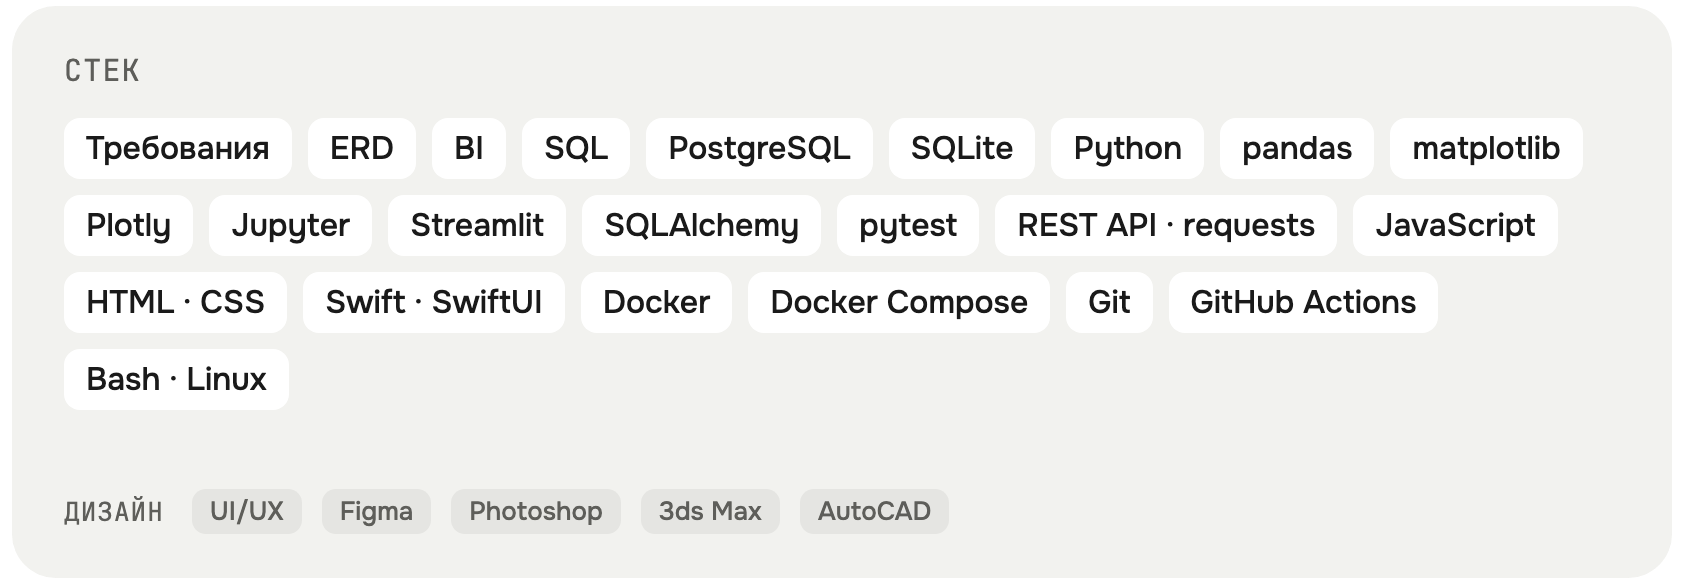 СТЕК
Требования ERD BI SQL PostgreSQL SQLite Python pandas matplotlib
Plotly Jupyter Streamlit SQLAlchemy pytest REST API · requests JavaScript
HTML · CSS Swift · SwiftUI Docker Docker Compose Git GitHub Actions
Bash · Linux
ДИЗАЙН UI/UX Figma Photoshop 3ds Max AutoCAD